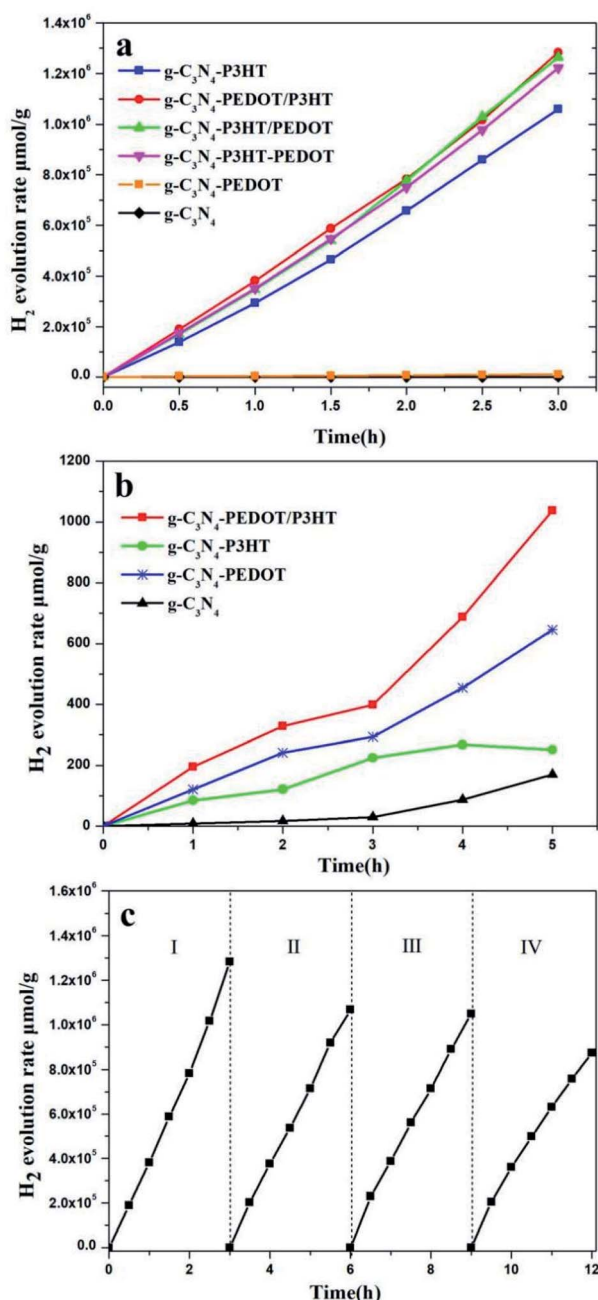 a
g-C₃N₄-P3HT
g-C₃N₄-PEDOT/P3HT
g-C₃N₄-P3HT/PEDOT
g-C₃N₄-P3HT-PEDOT
g-C₃N₄-PEDOT
g-C₃N₄
H₂ evolution rate μmol/g
1.4x10⁶
1.2x10⁶
1.0x10⁶
8.0x10⁵
6.0x10⁵
4.0x10⁵
2.0x10⁵
0.0
0.0 0.5 1.0 1.5 2.0 2.5 3.0
Time(h)
b
g-C₃N₄-PEDOT/P3HT
g-C₃N₄-P3HT
g-C₃N₄-PEDOT
g-C₃N₄
H₂ evolution rate μmol/g
1200
1000
800
600
400
200
0
0 1 2 3 4 5
Time(h)
c
I II III IV
H₂ evolution rate μmol/g
1.6x10⁶
1.4x10⁶
1.2x10⁶
1.0x10⁶
8.0x10⁵
6.0x10⁵
4.0x10⁵
2.0x10⁵
0.0
0 2 4 6 8 10 12
Time(h)